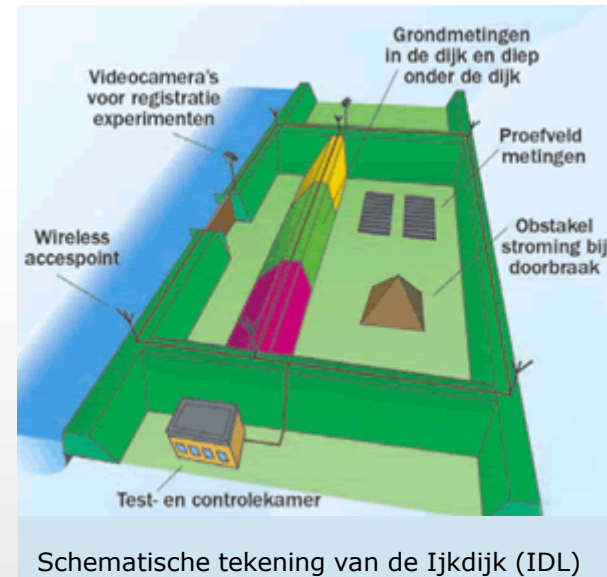 Grondmetingen
in de dijk en diep
onder de dijk
Videocamera's
voor registratie
experimenten
Proefveld
metingen
Obstakel
stroming bij
doorbraak
Wireless
accespoint
Test- en controlekamer
Schematische tekening van de Ijkdijk (IDL)